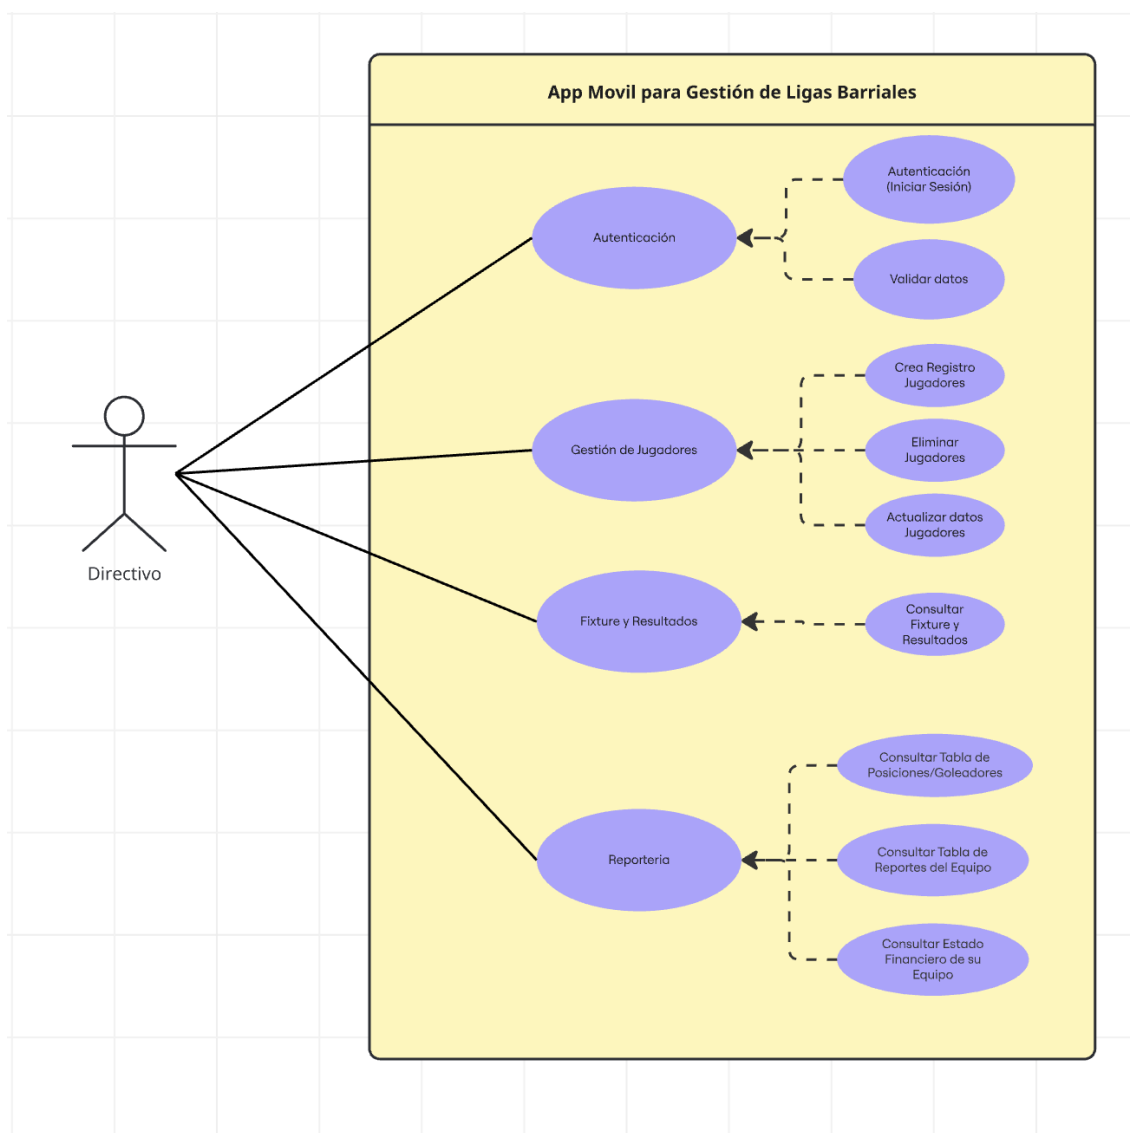 App Movil para Gestión de Ligas Barriales
Autenticación
(Iniciar Sesión)
Autenticación
Validar datos
Crea Registro
Jugadores
Gestión de Jugadores
Eliminar
Jugadores
Actualizar datos
Jugadores
Directivo
Fixture y Resultados
Consultar
Fixture y
Resultados
Consultar Tabla de
Posiciones/Goleadores
Reporteria
Consultar Tabla de
Reportes del Equipo
Consultar Estado
Financiero de su
Equipo